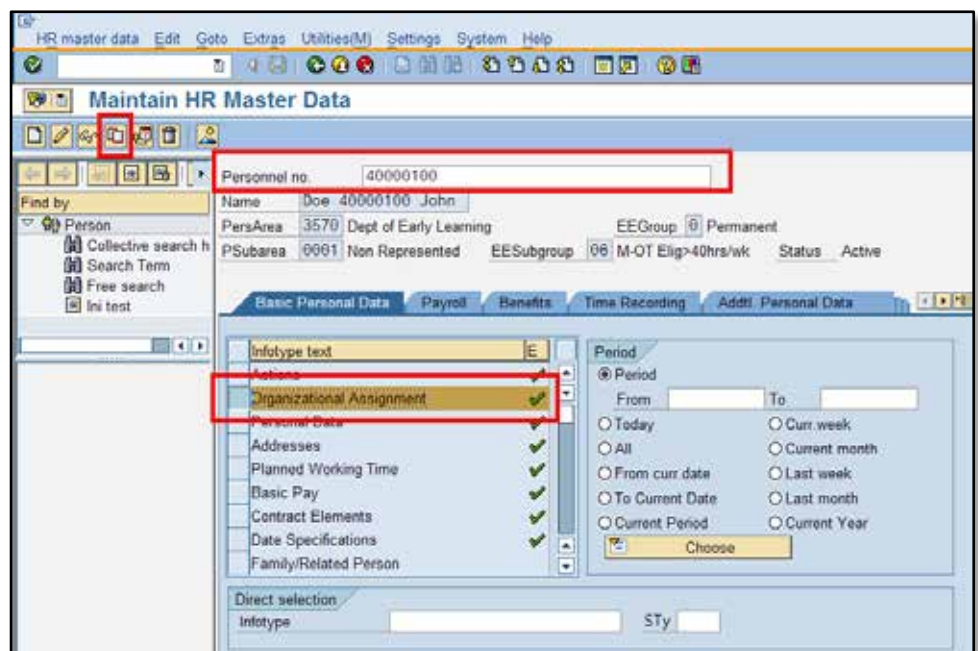 HR master data Edit Goto Extras Utilities(M) Settings System Help
Maintain HR Master Data
Personnel no. 40000100
Find by
Name Doe 40000100 John
Person
PersArea 3570 Dept of Early Learning EEGroup 0 Permanent
Collective search h
PSubarea 0001 Non Represented EESubgroup 06 M-OT Elig>40hrs/wk Status Active
Search Term
Free search
Ini test
Basic Personal Data Payroll Benefits Time Recording Addtl. Personal Data
Infotype text E
Period
Actions
Period
Organizational Assignment
From To
Personal Data
Today Curr.week
Addresses
All Current month
Planned Working Time
From curr.date Last week
Basic Pay
To Current Date Last month
Contract Elements
Current Period Current Year
Date Specifications
Choose
Family/Related Person
Direct selection
Infotype STy